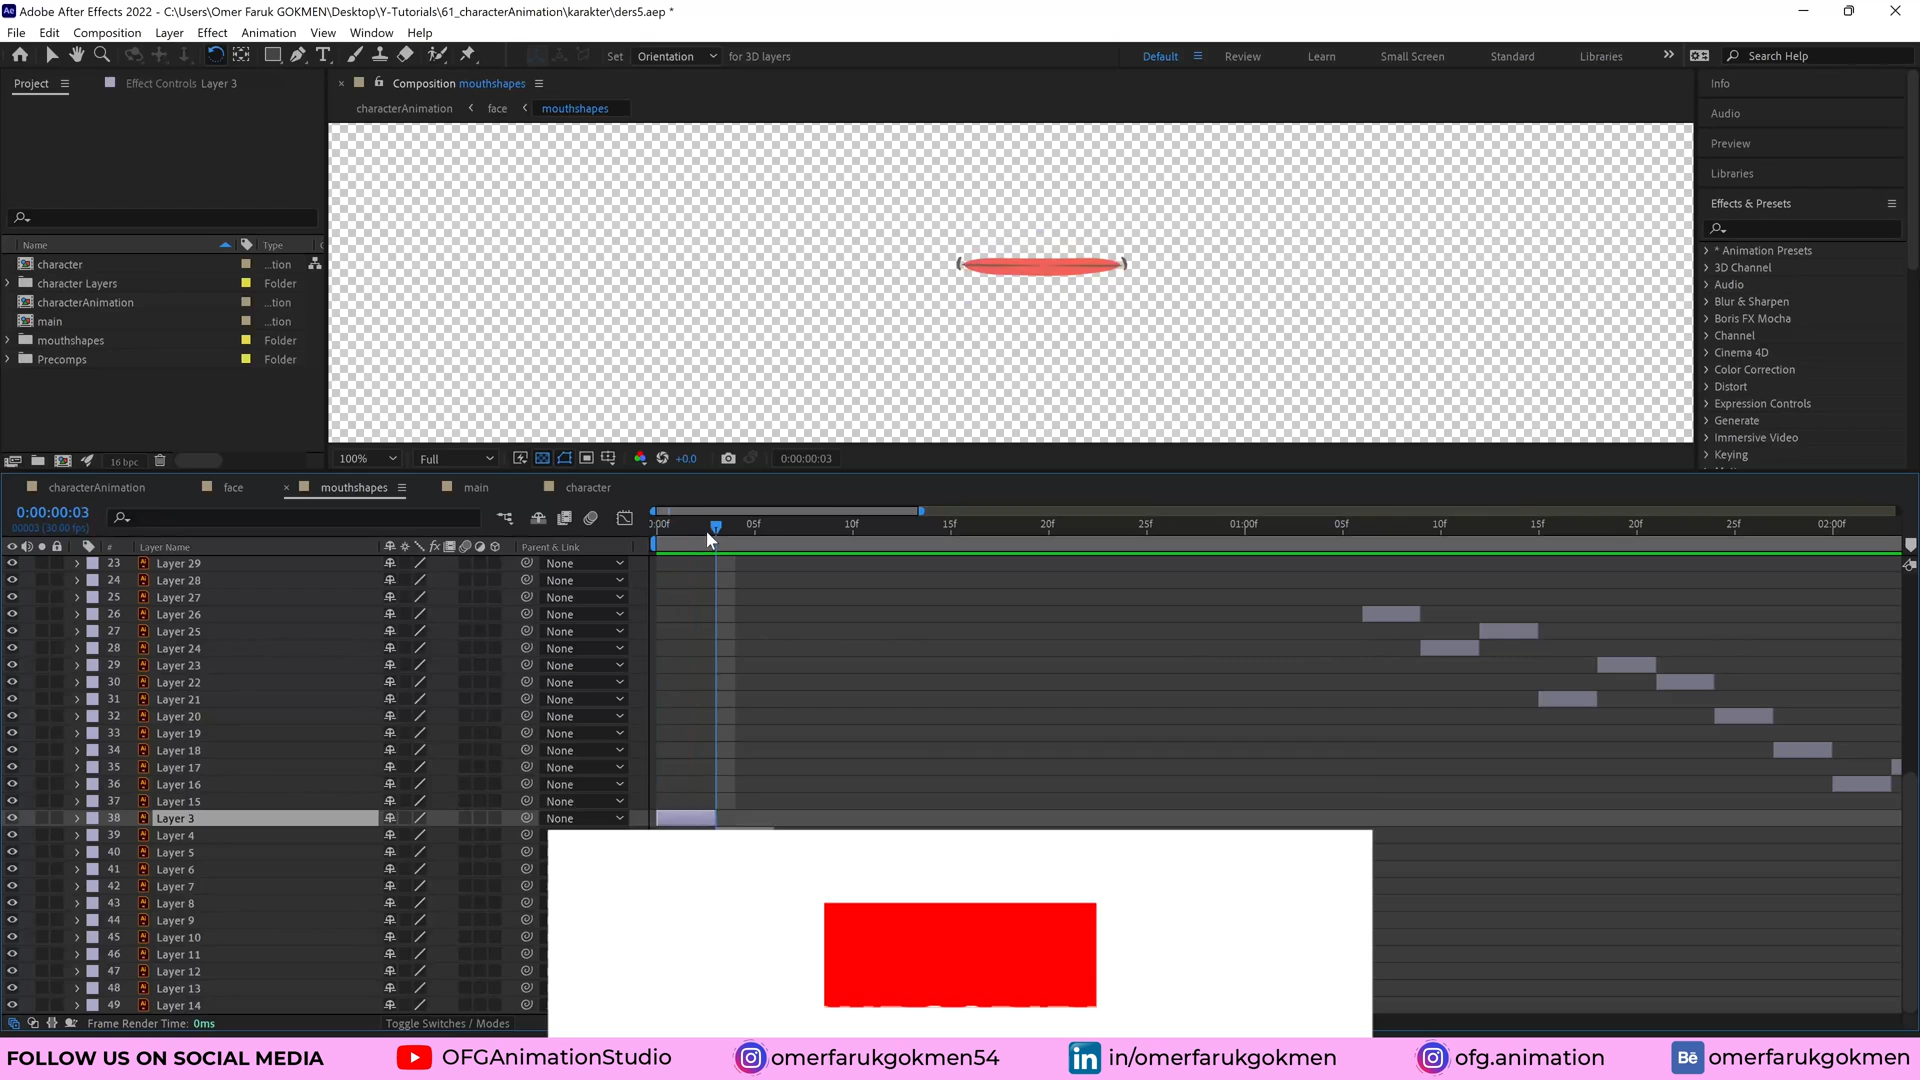 Adobe After Effects 2022 - C:\Users\Omer Faruk GOKMEN\Desktop\Y-Tutorials\61_characterAnimation\karakter\ders5.aep *
File Edit Composition Layer Effect Animation View Window Help
Set Orientation for 3D layers Default Review Learn Small Screen Standard Libraries Search Help
Project Effect Controls Layer 3 Composition mouthshapes
characterAnimation face mouthshapes
Info
Audio
Preview
Libraries
Effects & Presets
* Animation Presets
3D Channel
Audio
Blur & Sharpen
Boris FX Mocha
Channel
Cinema 4D
Color Correction
Distort
Expression Controls
Generate
Immersive Video
Keying
Name Type
character ...tion
character Layers Folder
characterAnimation ...tion
main ...tion
mouthshapes Folder
Precomps Folder
16 bpc
100% Full +0.0 0:00:00:03
characterAnimation face mouthshapes main character
0:00:00:03
00003 (30.00 fps)
0:00f 05f 10f 15f 20f 25f 01:00f 05f 10f 15f 20f 25f 02:00f
# Layer Name Parent & Link
23 Layer 29 None
24 Layer 28 None
25 Layer 27 None
26 Layer 26 None
27 Layer 25 None
28 Layer 24 None
29 Layer 23 None
30 Layer 22 None
31 Layer 21 None
32 Layer 20 None
33 Layer 19 None
34 Layer 18 None
35 Layer 17 None
36 Layer 16 None
37 Layer 15 None
38 Layer 3 None
39 Layer 4
40 Layer 5
41 Layer 6
42 Layer 7
43 Layer 8
44 Layer 9
45 Layer 10
46 Layer 11
47 Layer 12
48 Layer 13
49 Layer 14
Frame Render Time: 0ms Toggle Switches / Modes
FOLLOW US ON SOCIAL MEDIA OFGAnimationStudio omerfarukgokmen54 in/omerfarukgokmen ofg.animation Bē omerfarukgokmen